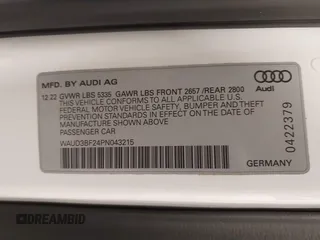 MFD. BY AUDI AG
12.22 GVWR LBS 5335 GAWR LBS FRONT 2657 /REAR 2800
THIS VEHICLE CONFORMS TO ALL APPLICABLE U.S.
FEDERAL MOTOR VEHICLE SAFETY, BUMPER AND THEFT
PREVENTION STANDARDS IN EFFECT ON THE DATE OF
MANUFACTURE SHOWN ABOVE.
PASSENGER CAR
WAUD3BF24PN043215
Audi
0422379
GERMANY
DREAMBID